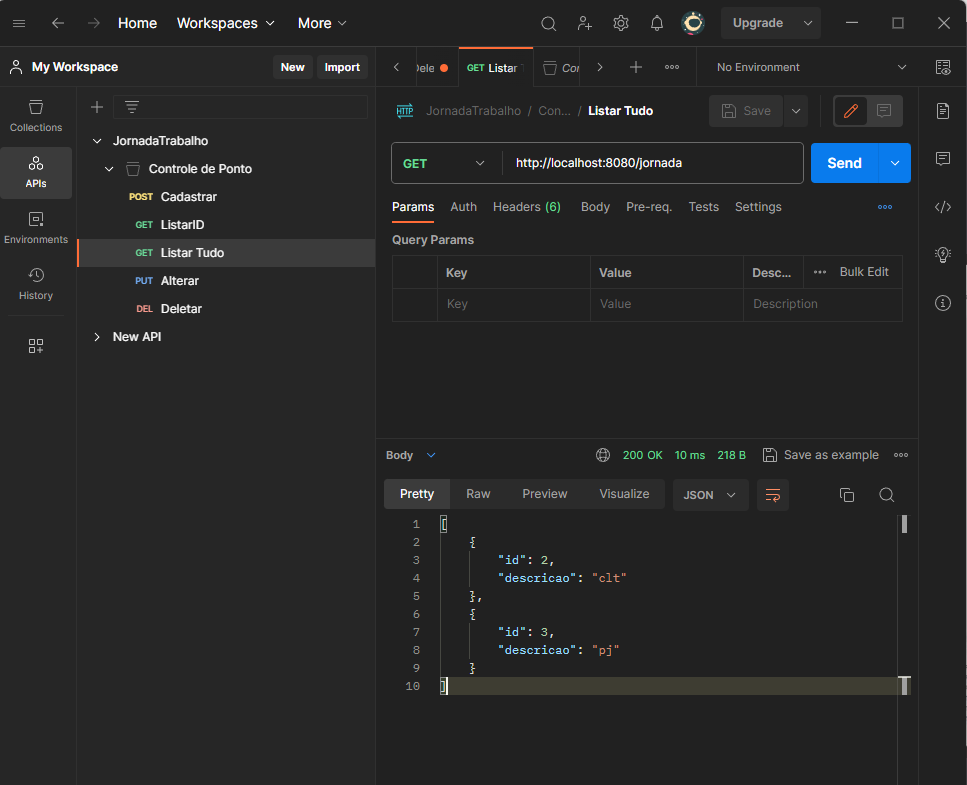 Home Workspaces More Upgrade
My Workspace New Import
Dele GET Listar Con No Environment
Collections
APIs
Environments
History
JornadaTrabalho
Controle de Ponto
POST Cadastrar
GET ListarID
GET Listar Tudo
PUT Alterar
DEL Deletar
New API
HTTP JornadaTrabalho / Con... / Listar Tudo Save
GET http://localhost:8080/jornada Send
Params Auth Headers (6) Body Pre-req. Tests Settings
Query Params
Key Value Desc... Bulk Edit
Key Value Description
Body 200 OK 10 ms 218 B Save as example
Pretty Raw Preview Visualize JSON
1 [
2 {
3 "id": 2,
4 "descricao": "clt"
5 },
6 {
7 "id": 3,
8 "descricao": "pj"
9 }
10 ]